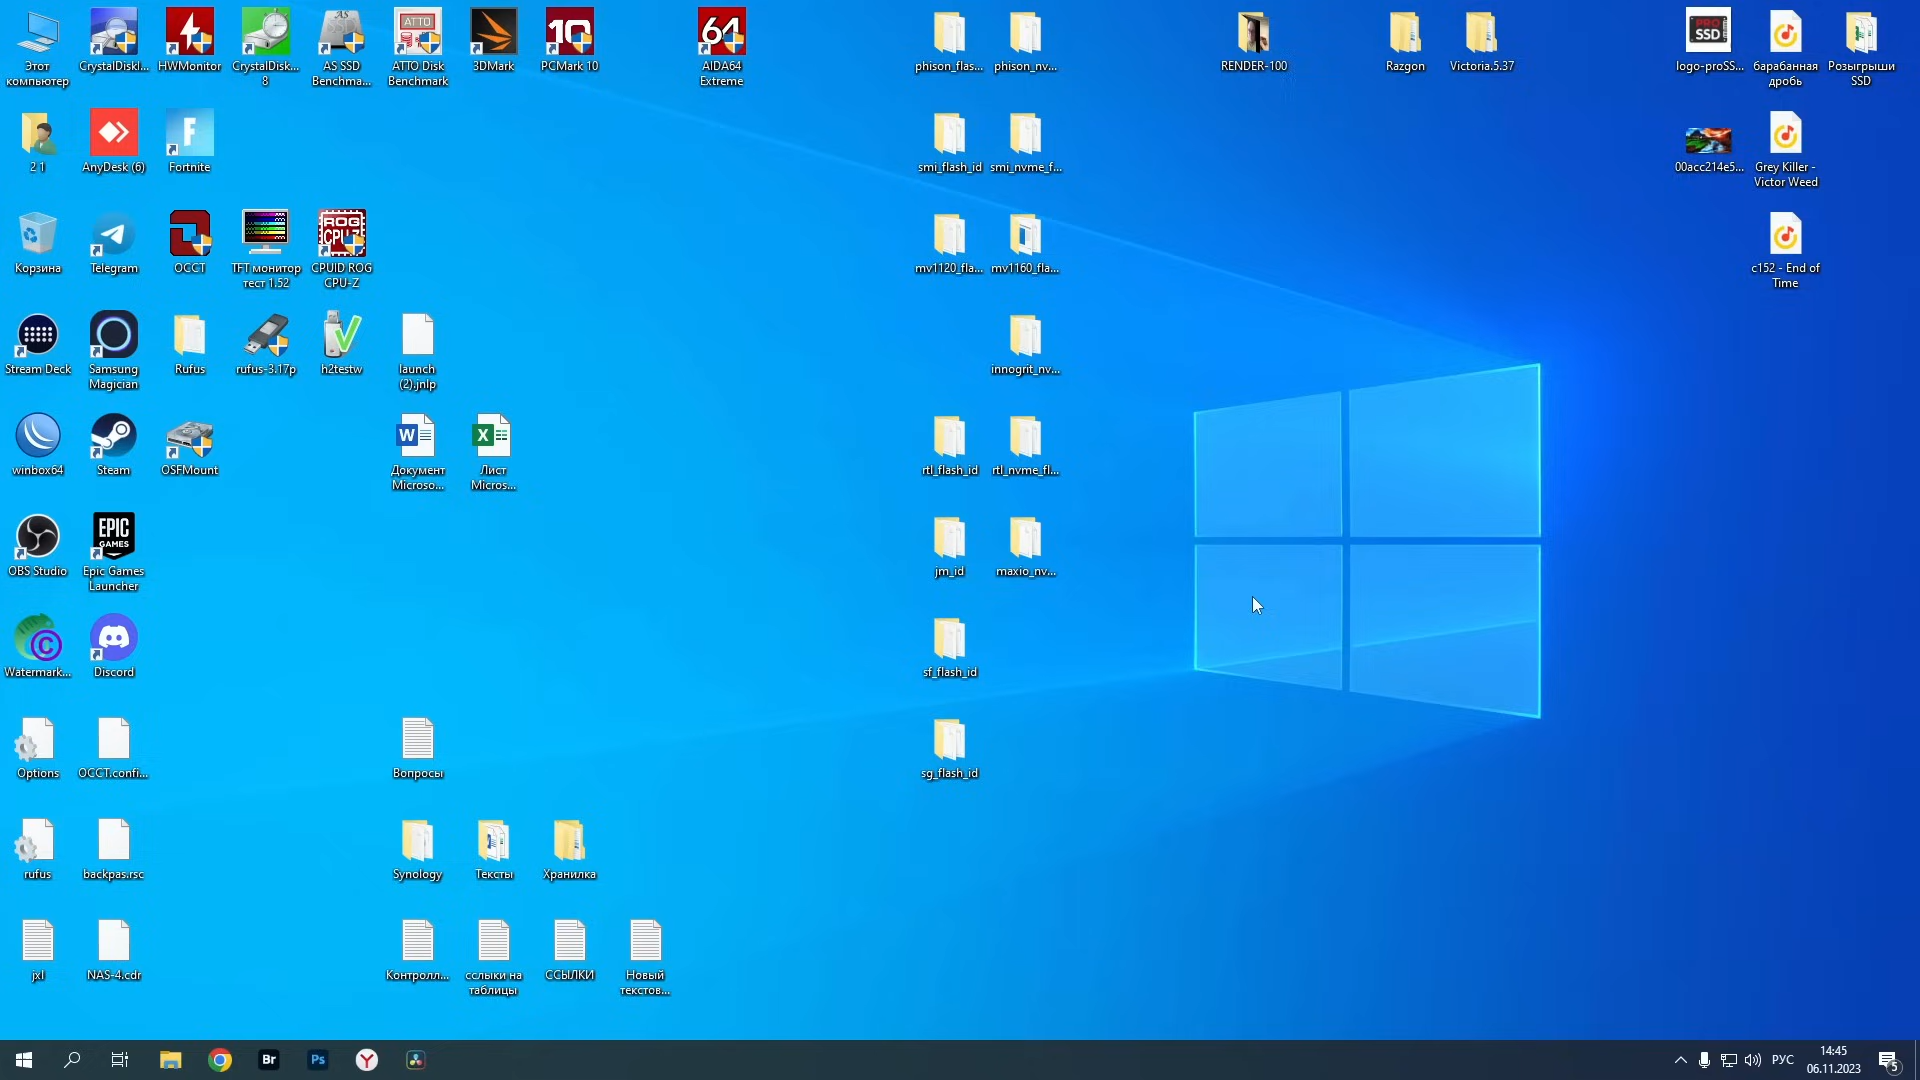 Этот компьютер
CrystalDiskI...
HWMonitor
CrystalDisk... 8
AS SSD Benchma...
ATTO Disk Benchmark
3DMark
PCMark 10
AIDA64 Extreme
phison_flas...
phison_nv...
RENDER-100
Razgon
Victoria.5.37
logo-proSS...
барабанная дробь
Розыгрыши SSD
2 1
AnyDesk (6)
Fortnite
smi_flash_id
smi_nvme_f...
00acc214e5...
Grey Killer - Victor Weed
Корзина
Telegram
OCCT
TFT монитор тест 1.52
CPUID ROG CPU-Z
mv1120_fla...
mv1160_fla...
c152 - End of Time
Stream Deck
Samsung Magician
Rufus
rufus-3.17p
h2testw
launch (2).jnlp
innogrit_nv...
winbox64
Steam
OSFMount
Документ Microso...
Лист Micros...
rtl_flash_id
rtl_nvme_fl...
OBS Studio
Epic Games Launcher
jm_id
maxio_nv...
Watermark...
Discord
sf_flash_id
Options
OCCT.confi...
Вопросы
sg_flash_id
rufus
backpas.rsc
Synology
Тексты
Хранилка
jxl
NAS-4.cdr
Контролл...
сслыки на таблицы
ССЫЛКИ
Новый текстов...
Br
Ps
РУС
14:45
06.11.2023
5